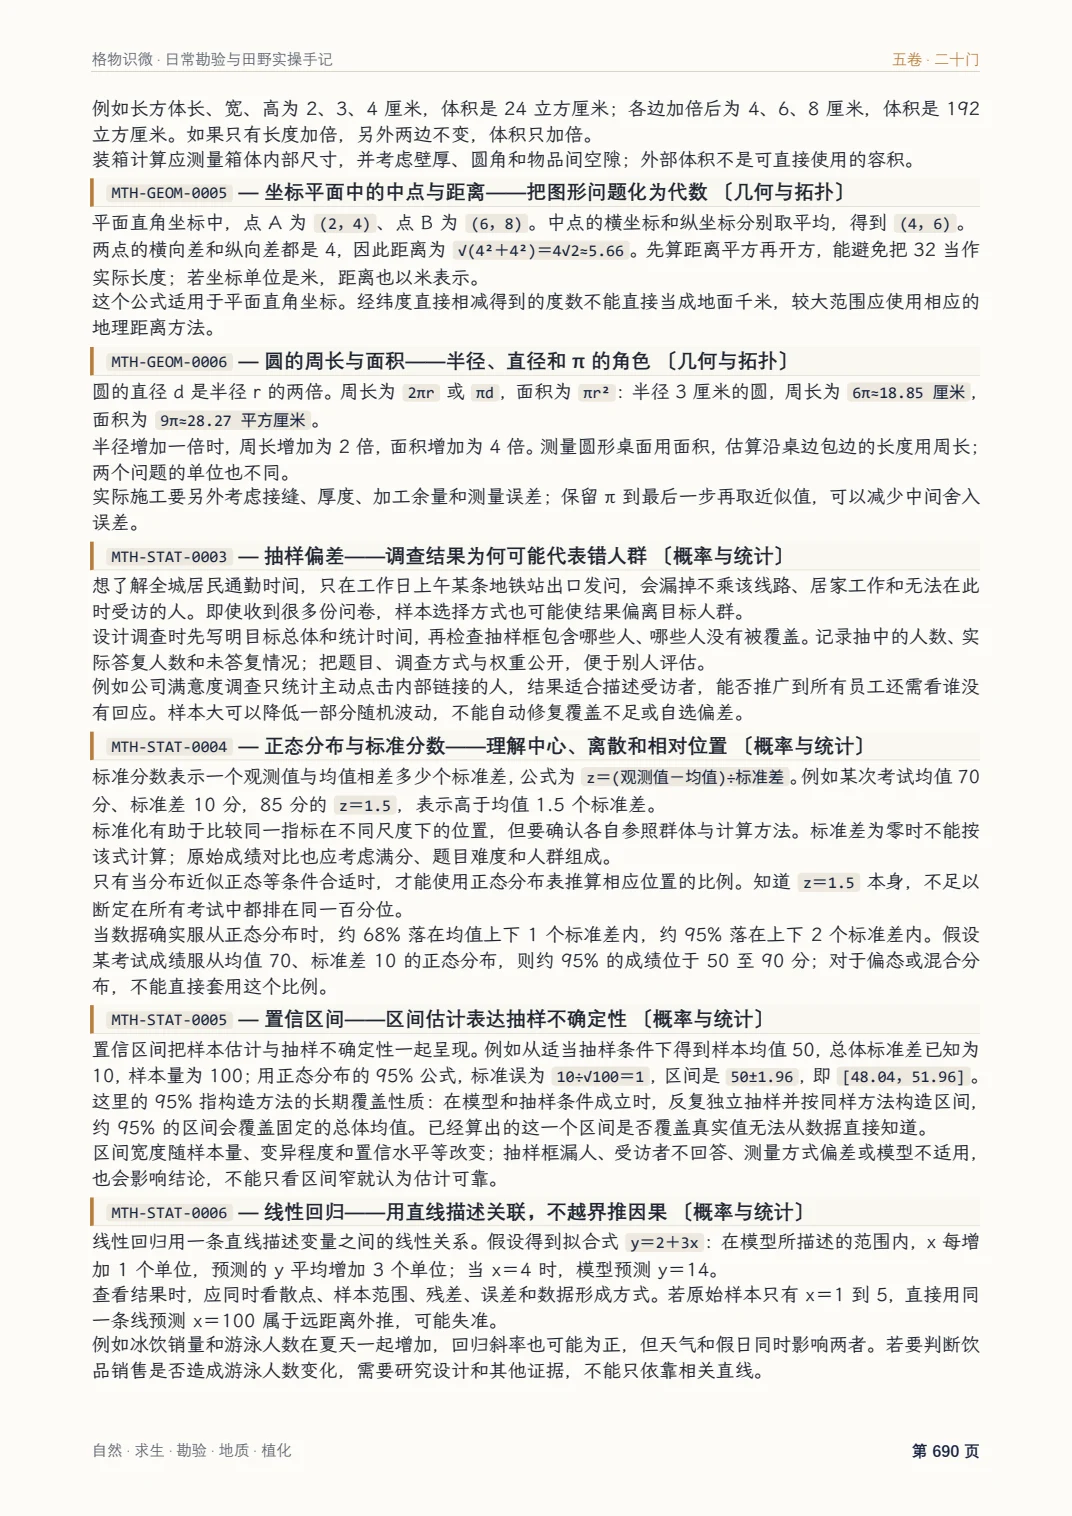 格物识微 · 日常勘验与田野实操手记
五卷 · 二十门
例如长方体长、宽、高为 2、3、4 厘米，体积是 24 立方厘米；各边加倍后为 4、6、8 厘米，体积是 192
立方厘米。如果只有长度加倍，另外两边不变，体积只加倍。
装箱计算应测量箱体内部尺寸，并考虑壁厚、圆角和物品间空隙；外部体积不是可直接使用的容积。
MTH-GEOM-0005 — 坐标平面中的中点与距离——把图形问题化为代数 〔几何与拓扑〕
平面直角坐标中，点 A 为 (2, 4)、点 B 为 (6, 8)。中点的横坐标和纵坐标分别取平均，得到 (4, 6)。
两点的横向差和纵向差都是 4，因此距离为 √(4²＋4²)＝4√2≈5.66。先算距离平方再开方，能避免把 32 当作
实际长度；若坐标单位是米，距离也以米表示。
这个公式适用于平面直角坐标。经纬度直接相减得到的度数不能直接当成地面千米，较大范围应使用相应的
地理距离方法。
MTH-GEOM-0006 — 圆的周长与面积——半径、直径和 π 的角色 〔几何与拓扑〕
圆的直径 d 是半径 r 的两倍。周长为 2πr 或 πd，面积为 πr²：半径 3 厘米的圆，周长为 6π≈18.85 厘米，
面积为 9π≈28.27 平方厘米。
半径增加一倍时，周长增加为 2 倍，面积增加为 4 倍。测量圆形桌面用面积，估算沿桌边包边的长度用周长；
两个问题的单位也不同。
实际施工要另外考虑接缝、厚度、加工余量和测量误差；保留 π 到最后一步再取近似值，可以减少中间舍入
误差。
MTH-STAT-0003 — 抽样偏差——调查结果为何可能代表错人群 〔概率与统计〕
想了解全城居民通勤时间，只在工作日上午某条地铁站出口发问，会漏掉不乘该线路、居家工作和无法在此
时受访的人。即使收到很多份问卷，样本选择方式也可能使结果偏离目标人群。
设计调查时先写明目标总体和统计时间，再检查抽样框包含哪些人、哪些人没有被覆盖。记录抽中的人数、实
际答复人数和未答复情况；把题目、调查方式与权重公开，便于别人评估。
例如公司满意度调查只统计主动点击内部链接的人，结果适合描述受访者，能否推广到所有员工还需看谁没
有回应。样本大可以降低一部分随机波动，不能自动修复覆盖不足或自选偏差。
MTH-STAT-0004 — 正态分布与标准分数——理解中心、离散和相对位置 〔概率与统计〕
标准分数表示一个观测值与均值相差多少个标准差，公式为 z＝(观测值－均值)÷标准差。例如某次考试均值 70
分、标准差 10 分，85 分的 z＝1.5，表示高于均值 1.5 个标准差。
标准化有助于比较同一指标在不同尺度下的位置，但要确认各自参照群体与计算方法。标准差为零时不能按
该式计算；原始成绩对比也应考虑满分、题目难度和人群组成。
只有当分布近似正态等条件合适时，才能使用正态分布表推算相应位置的比例。知道 z＝1.5 本身，不足以
断定在所有考试中都排在同一百分位。
当数据确实服从正态分布时，约 68% 落在均值上下 1 个标准差内，约 95% 落在上下 2 个标准差内。假设
某考试成绩服从均值 70、标准差 10 的正态分布，则约 95% 的成绩位于 50 至 90 分；对于偏态或混合分
布，不能直接套用这个比例。
MTH-STAT-0005 — 置信区间——区间估计表达抽样不确定性 〔概率与统计〕
置信区间把样本估计与抽样不确定性一起呈现。例如从适当抽样条件下得到样本均值 50，总体标准差已知为
10，样本量为 100；用正态分布的 95% 公式，标准误为 10÷√100＝1，区间是 50±1.96，即 [48.04, 51.96]。
这里的 95% 指构造方法的长期覆盖性质：在模型和抽样条件成立时，反复独立抽样并按同样方法构造区间，
约 95% 的区间会覆盖固定的总体均值。已经算出的这一个区间是否覆盖真实值无法从数据直接知道。
区间宽度随样本量、变异程度和置信水平等改变；抽样框漏人、受访者不回答、测量方式偏差或模型不适用，
也会影响结论，不能只看区间窄就认为估计可靠。
MTH-STAT-0006 — 线性回归——用直线描述关联，不越界推因果 〔概率与统计〕
线性回归用一条直线描述变量之间的线性关系。假设得到拟合式 y＝2＋3x：在模型所描述的范围内，x 每增
加 1 个单位，预测的 y 平均增加 3 个单位；当 x＝4 时，模型预测 y＝14。
查看结果时，应同时看散点、样本范围、残差、误差和数据形成方式。若原始样本只有 x＝1 到 5，直接用同
一条线预测 x＝100 属于远距离外推，可能失准。
例如冰饮销量和游泳人数在夏天一起增加，回归斜率也可能为正，但天气和假日同时影响两者。若要判断饮
品销售是否造成游泳人数变化，需要研究设计和其他证据，不能只依靠相关直线。
自然 · 求生 · 勘验 · 地质 · 植化
第 690 页